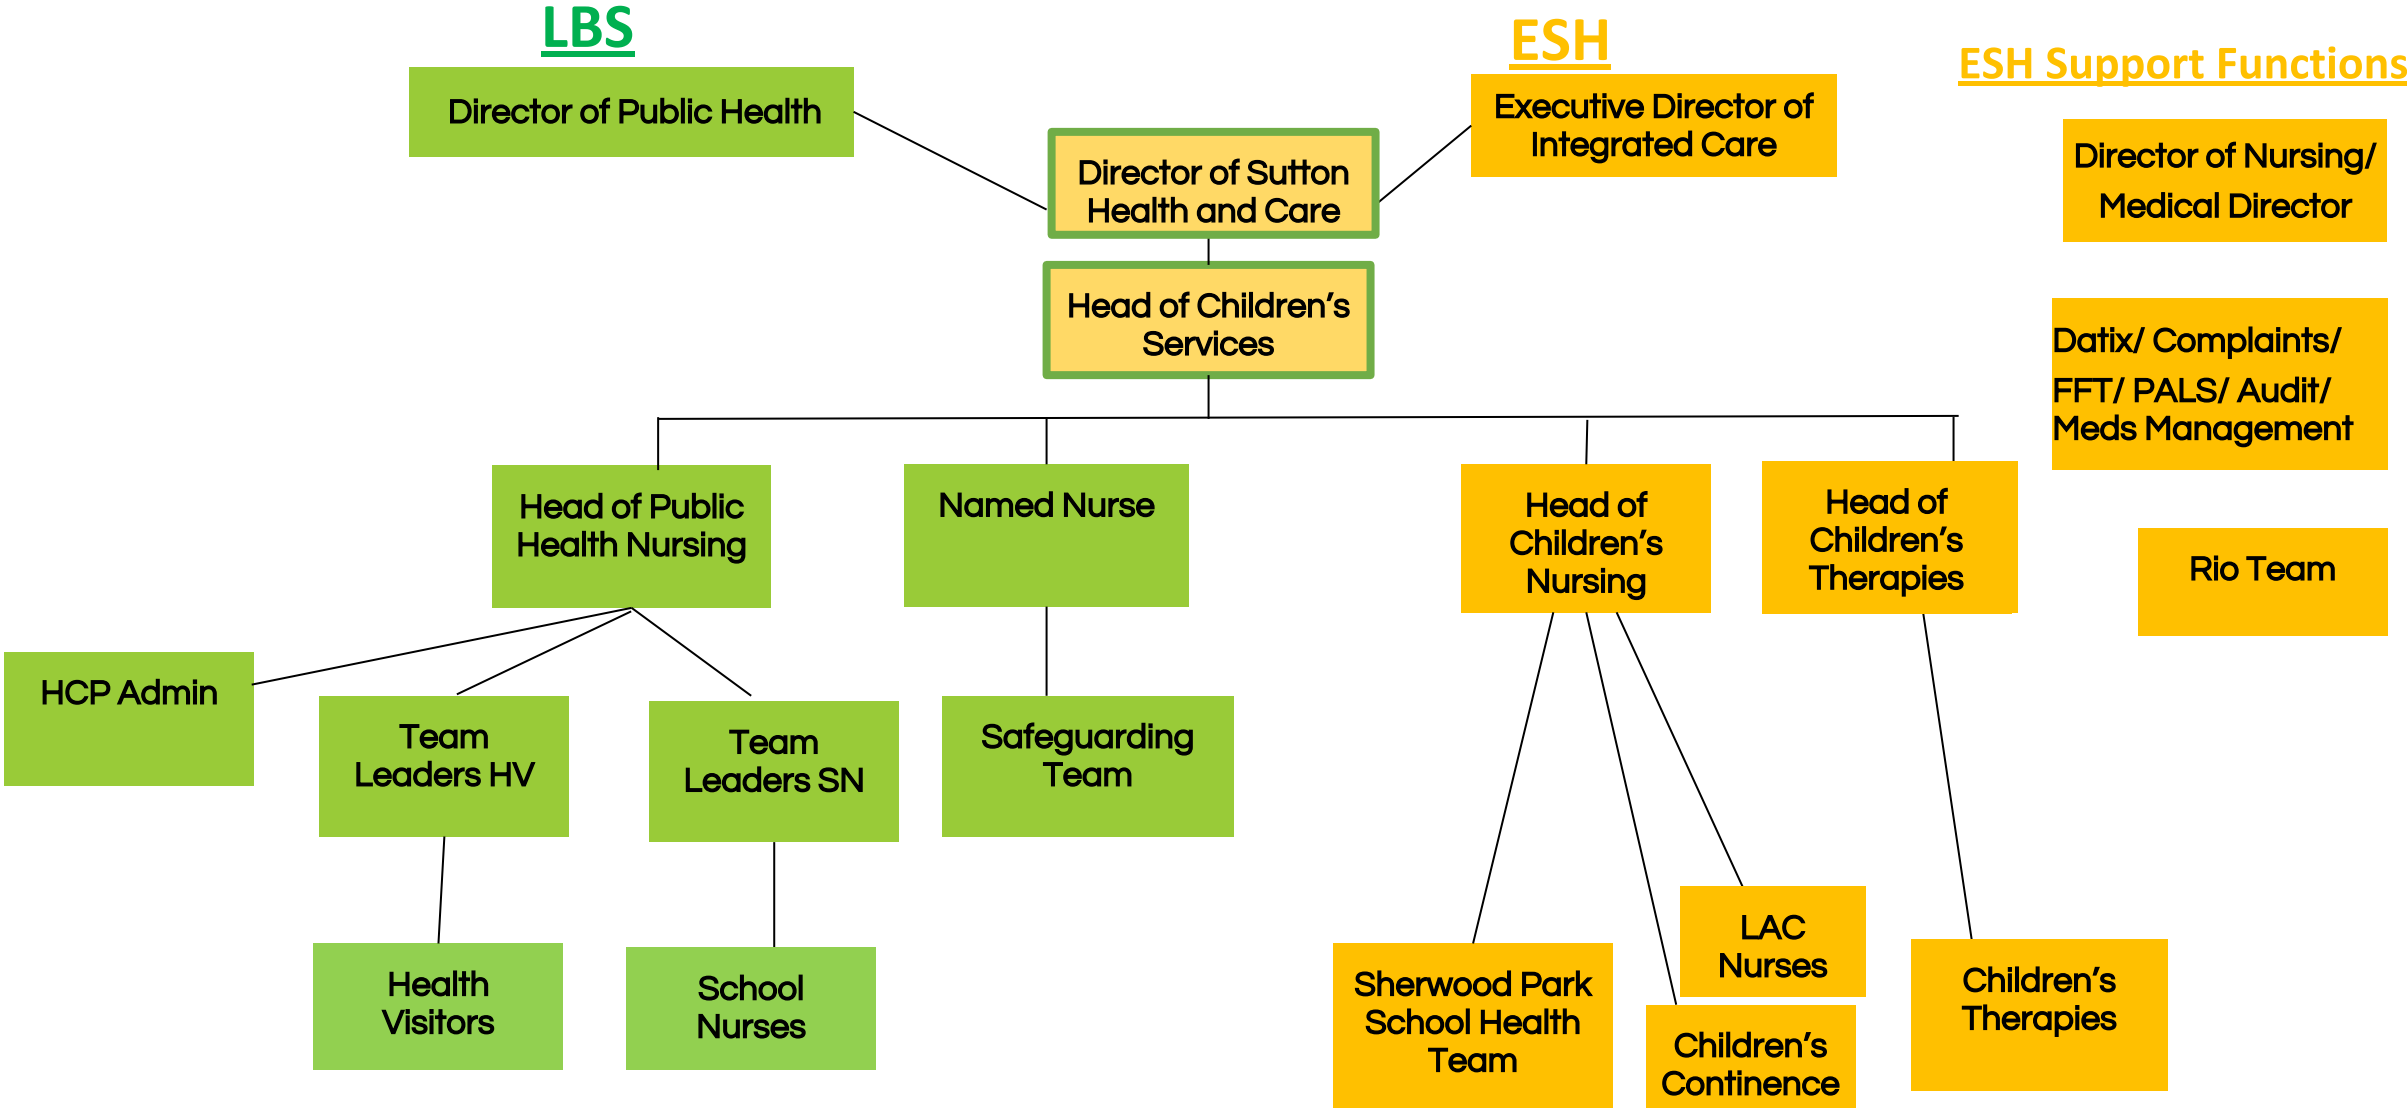 LBS
ESH
ESH Support Functions
Director of Public Health
Executive Director of
Integrated Care
Director of Nursing/
Medical Director
Director of Sutton
Health and Care
Head of Children’s
Services
Datix/ Complaints/
FFT/ PALS/ Audit/
Meds Management
Head of Public
Health Nursing
Named Nurse
Head of
Children’s
Nursing
Head of
Children’s
Therapies
Rio Team
HCP Admin
Team
Leaders HV
Team
Leaders SN
Safeguarding
Team
Health
Visitors
School
Nurses
Sherwood Park
School Health
Team
LAC
Nurses
Children’s
Continence
Children’s
Therapies